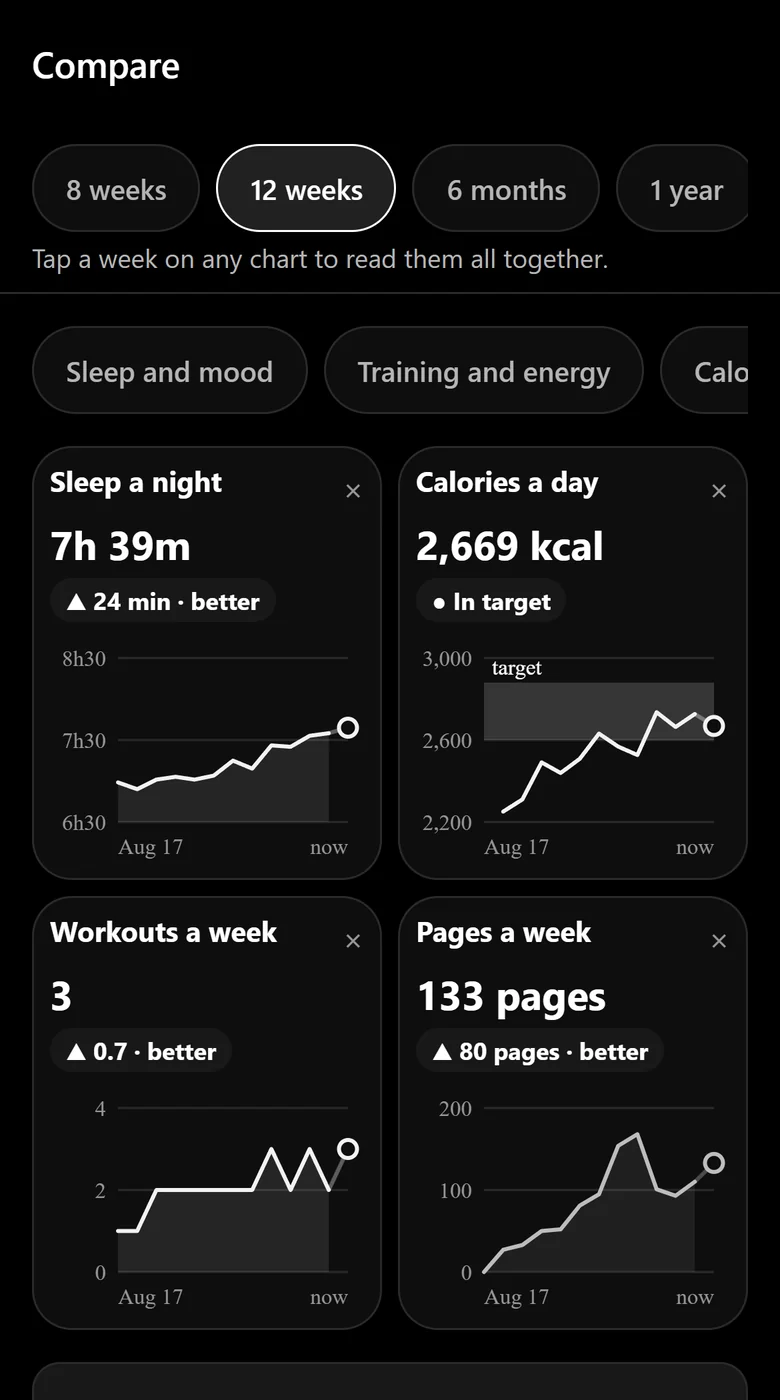 Compare
8 weeks
12 weeks
6 months
1 year
Tap a week on any chart to read them all together.
Sleep and mood
Training and energy
Calo
Sleep a night
×
7h 39m
▲ 24 min · better
8h30
7h30
6h30
Aug 17
now
Calories a day
×
2,669 kcal
● In target
3,000
target
2,600
2,200
Aug 17
now
Workouts a week
×
3
▲ 0.7 · better
4
2
0
Aug 17
now
Pages a week
×
133 pages
▲ 80 pages · better
200
100
0
Aug 17
now